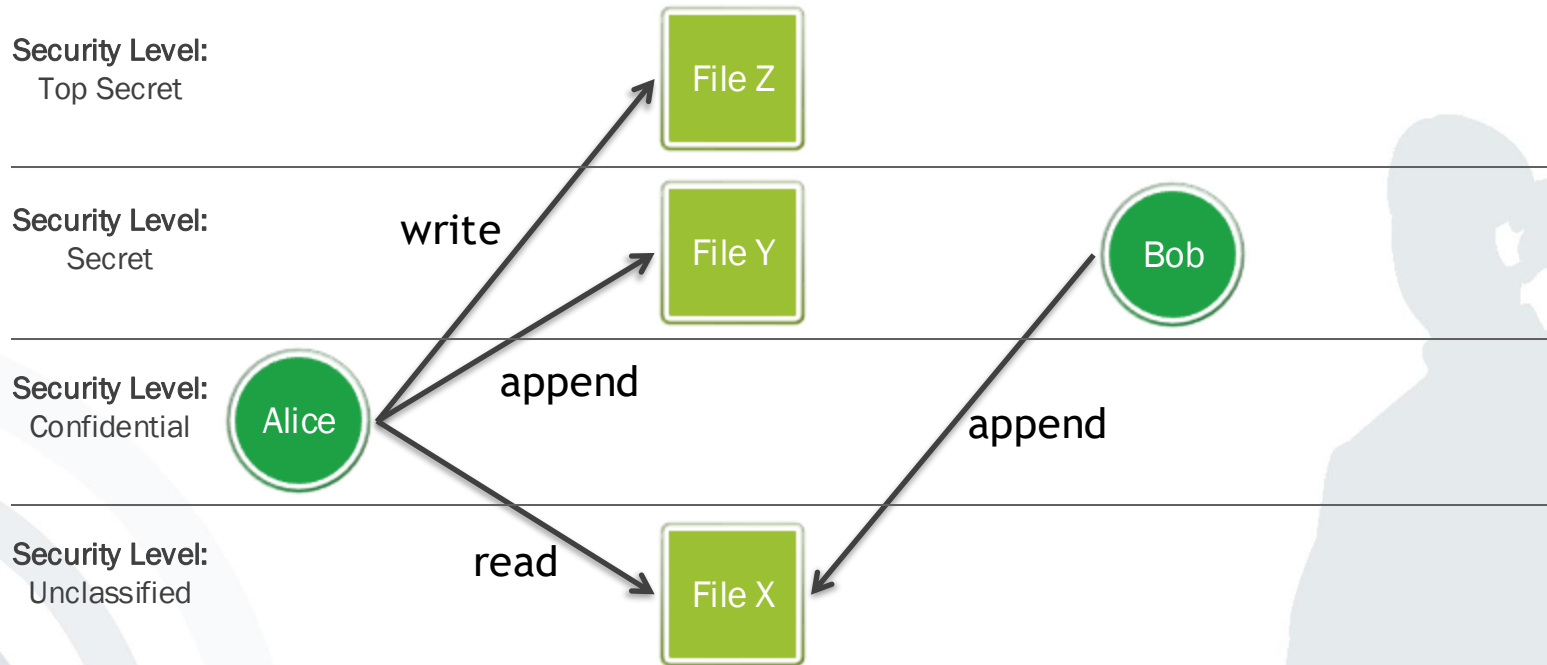 Security Level:
Top Secret
File Z
Security Level:
Secret
write
File Y
Bob
Security Level:
Confidential
Alice
append
append
Security Level:
Unclassified
read
File X